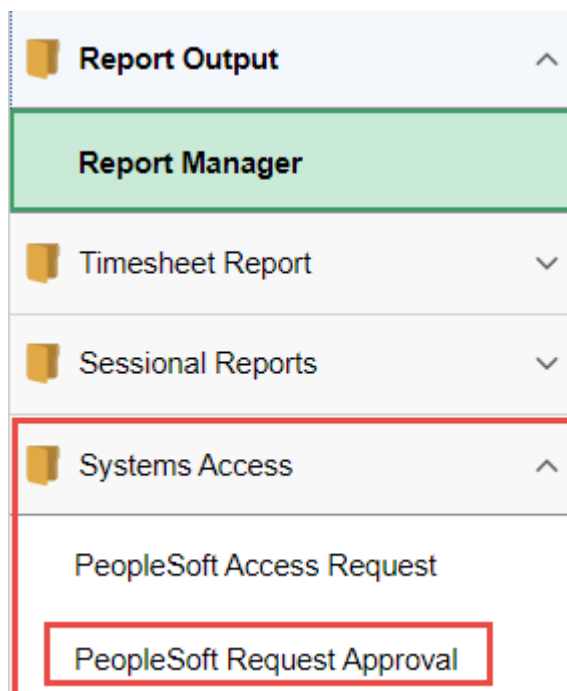 Report Output
Report Manager
Timesheet Report
Sessional Reports
Systems Access
PeopleSoft Access Request
PeopleSoft Request Approval